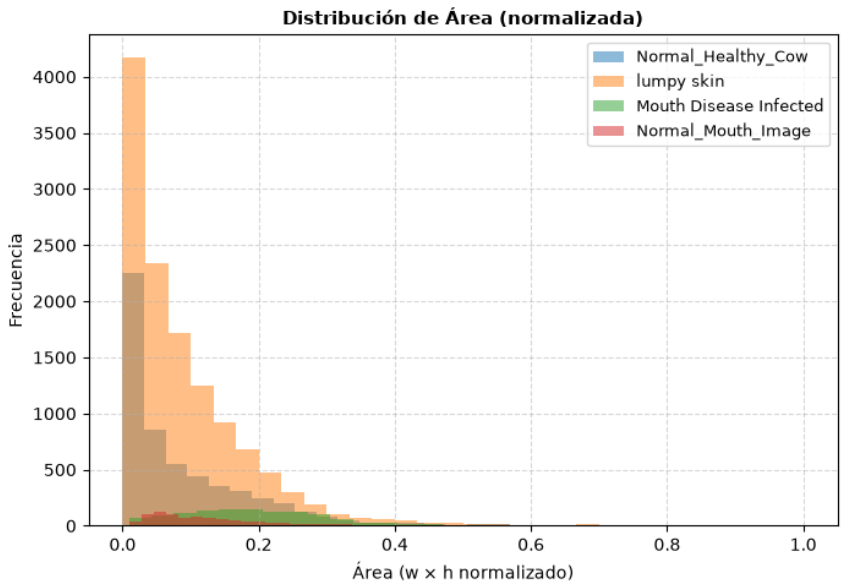 Distribución de Área (normalizada)
Normal_Healthy_Cow
lumpy skin
Mouth Disease Infected
Normal_Mouth_Image
Frecuencia
4000
3500
3000
2500
2000
1500
1000
500
0
0.0 0.2 0.4 0.6 0.8 1.0
Área (w × h normalizado)